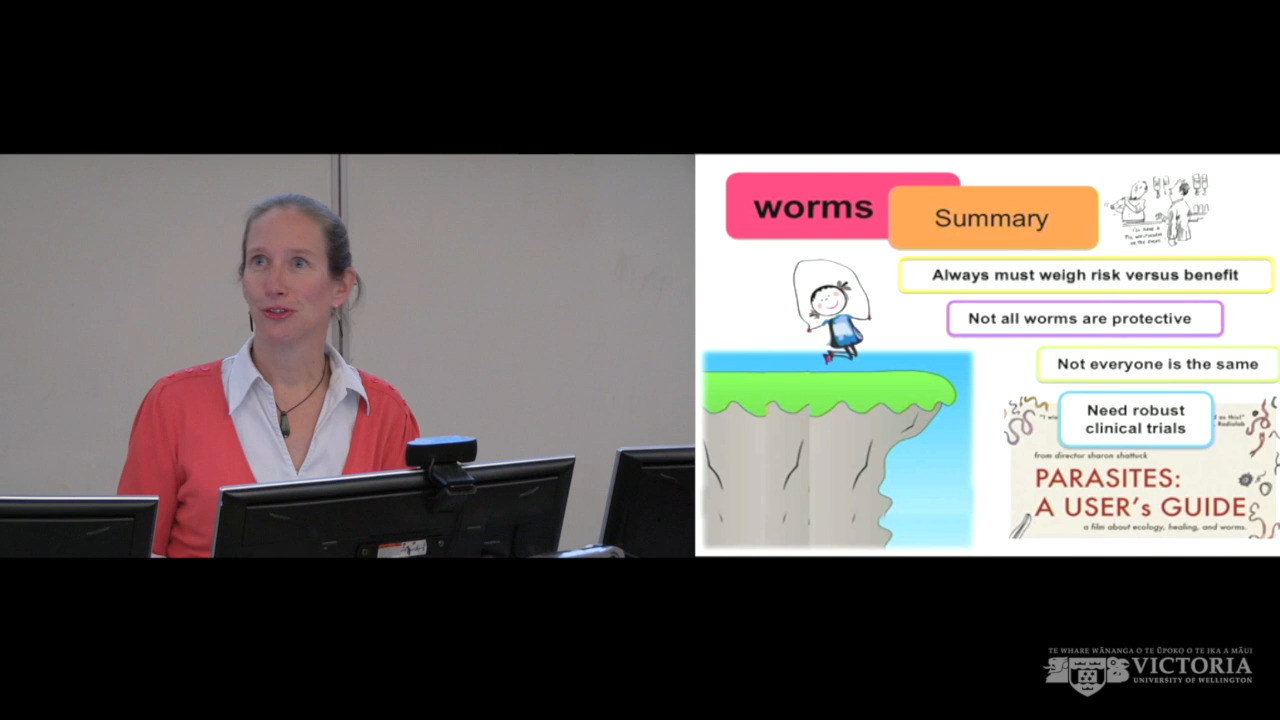 worms
Summary
Always must weigh risk versus benefit
Not all worms are protective
Not everyone is the same
Need robust
clinical trials
from director sharon shattuck
PARASITES:
A USER's GUIDE
a film about ecology, healing, and worms.
TE WHARE WĀNANGA O TE ŪPOKO O TE IKA A MĀUI
VICTORIA
UNIVERSITY OF WELLINGTON